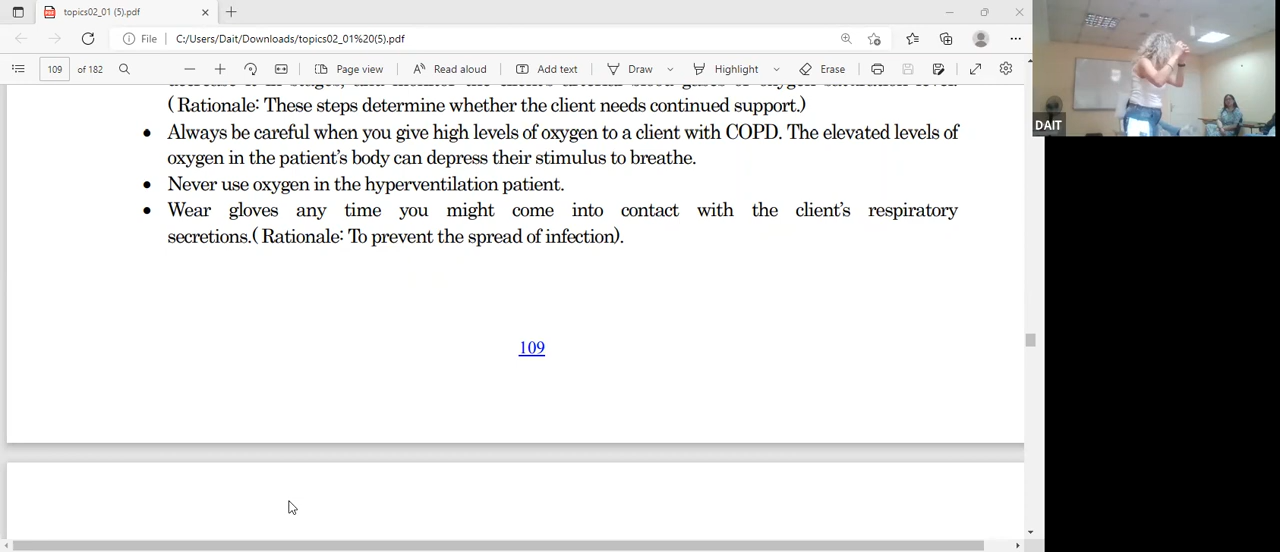 topics02_01 (5).pdf
File C:/Users/Dait/Downloads/topics02_01%20(5).pdf
109 of 182 Page view Read aloud Add text Draw Highlight Erase
(Rationale: These steps determine whether the client needs continued support.)
• Always be careful when you give high levels of oxygen to a client with COPD. The elevated levels of
oxygen in the patient's body can depress their stimulus to breathe.
• Never use oxygen in the hyperventilation patient.
• Wear gloves any time you might come into contact with the client's respiratory
secretions.( Rationale: To prevent the spread of infection).
109
DAIT